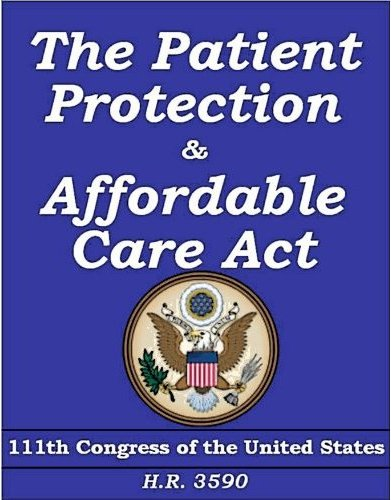 The Patient
Protection
&
Affordable
Care Act
111th Congress of the United States
H.R. 3590